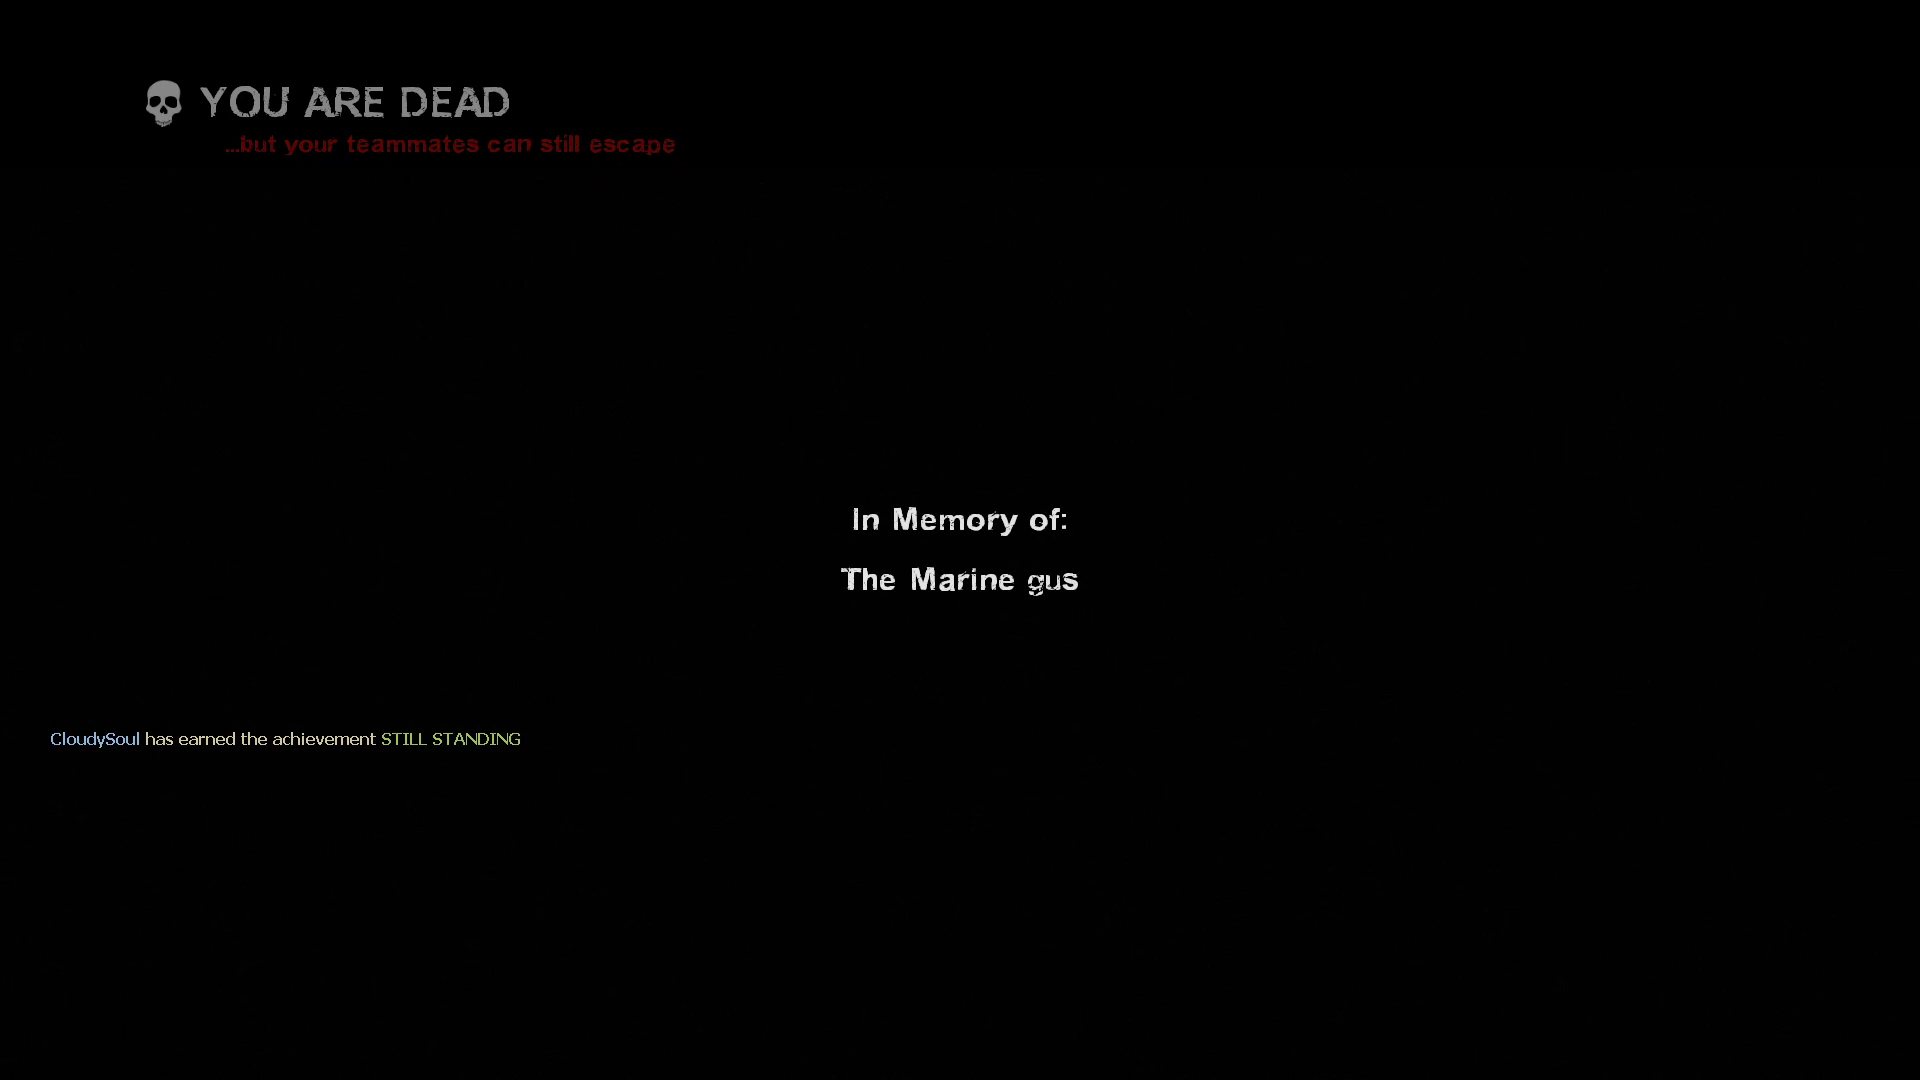 YOU ARE DEAD
...but your teammates can still escape
In Memory of:
The Marine gus
CloudySoul has earned the achievement STILL STANDING